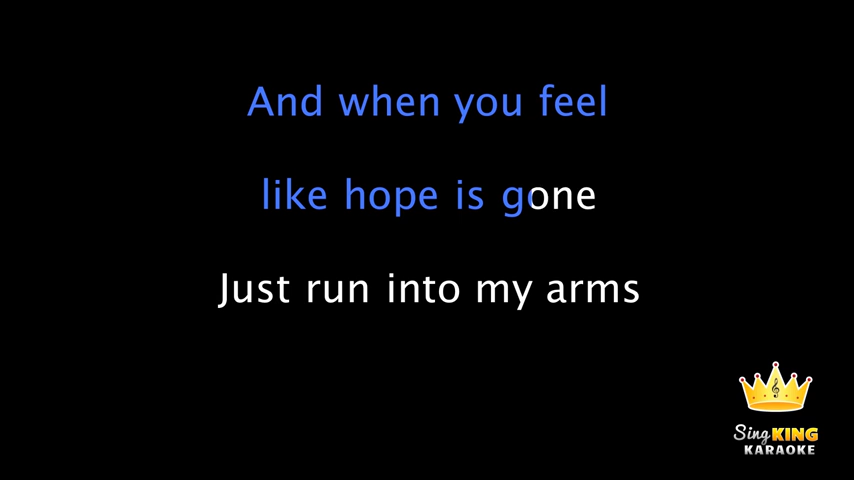 And when you feel
like hope is gone
Just run into my arms
Sing KING
KARAOKE